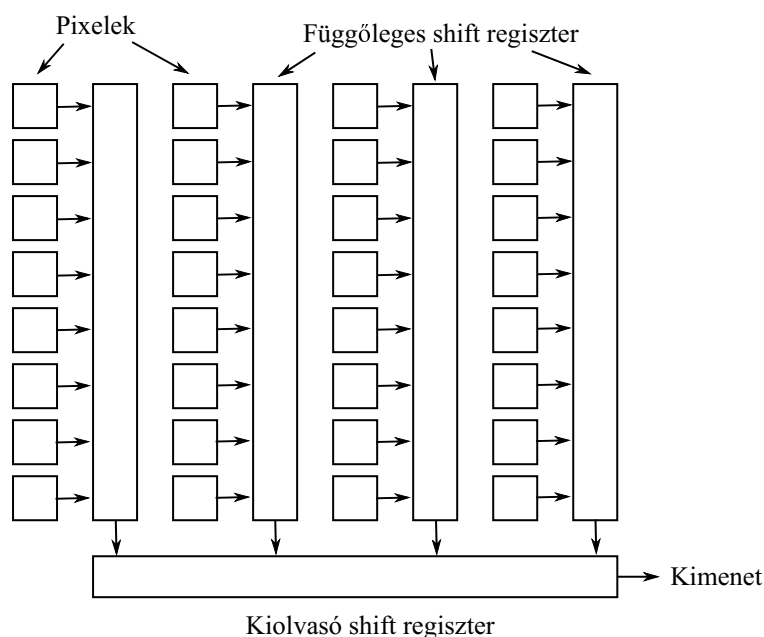 Pixelek
Függőleges shift regiszter
Kimenet
Kiolvasó shift regiszter